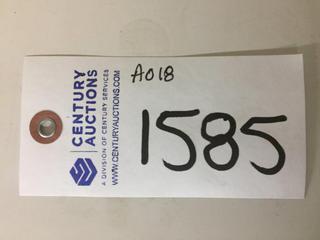 CENTURY
AUCTIONS
A DIVISION OF CENTURY SERVICES
WWW.CENTURYAUCTIONS.COM
A018
1585